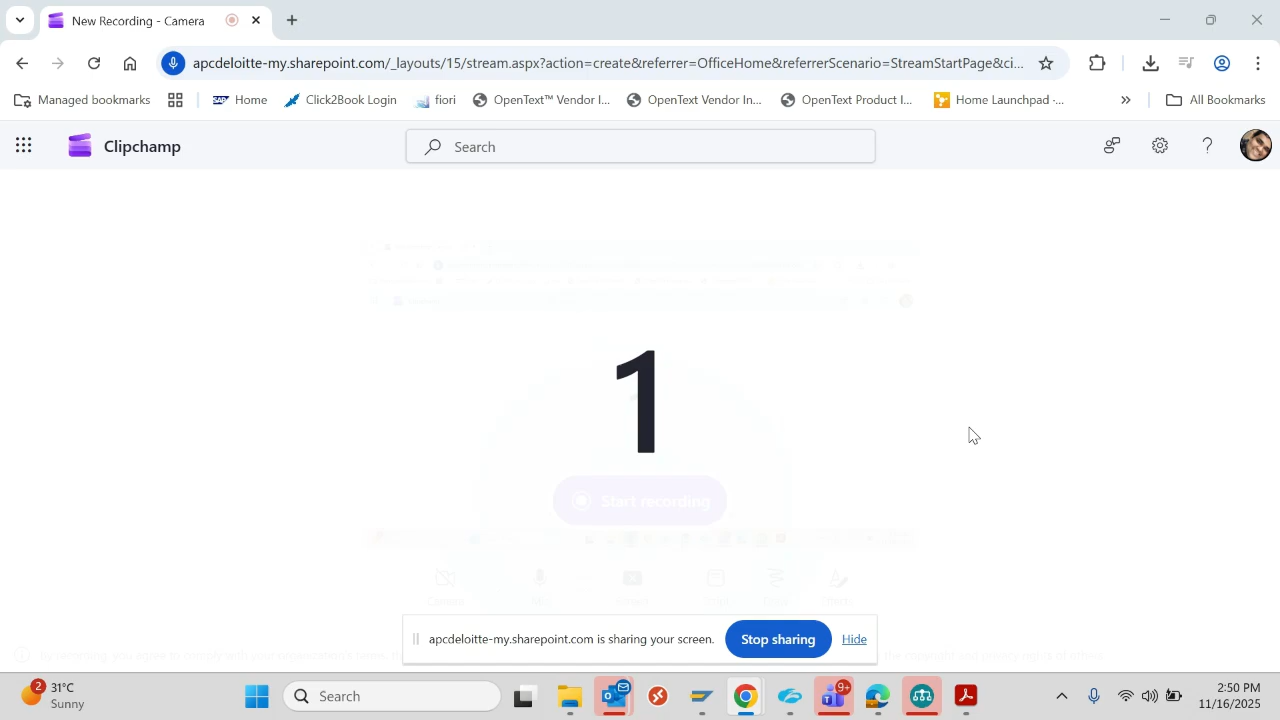 New Recording - Camera
apcdeloitte-my.sharepoint.com/_layouts/15/stream.aspx?action=create&referrer=OfficeHome&referrerScenario=StreamStartPage&ci...
Managed bookmarks
SAP Home
Click2Book Login
fiori
OpenText™ Vendor I...
OpenText Vendor In...
OpenText Product I...
Home Launchpad -...
»
All Bookmarks
Clipchamp
Search
1
Start recording
Camera
apcdeloitte-my.sharepoint.com is sharing your screen.
Stop sharing
Hide
2
31°C
Sunny
Search
9+
2:50 PM
11/16/2025